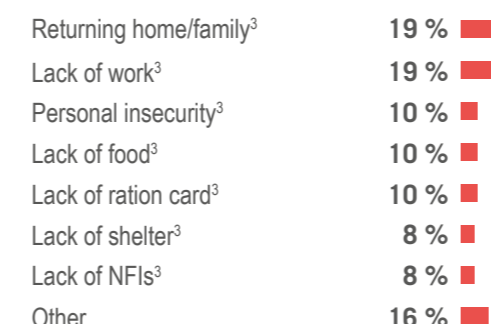 Returning home/family³ 19 %
Lack of work³ 19 %
Personal insecurity³ 10 %
Lack of food³ 10 %
Lack of ration card³ 10 %
Lack of shelter³ 8 %
Lack of NFIs³ 8 %
Other 16 %